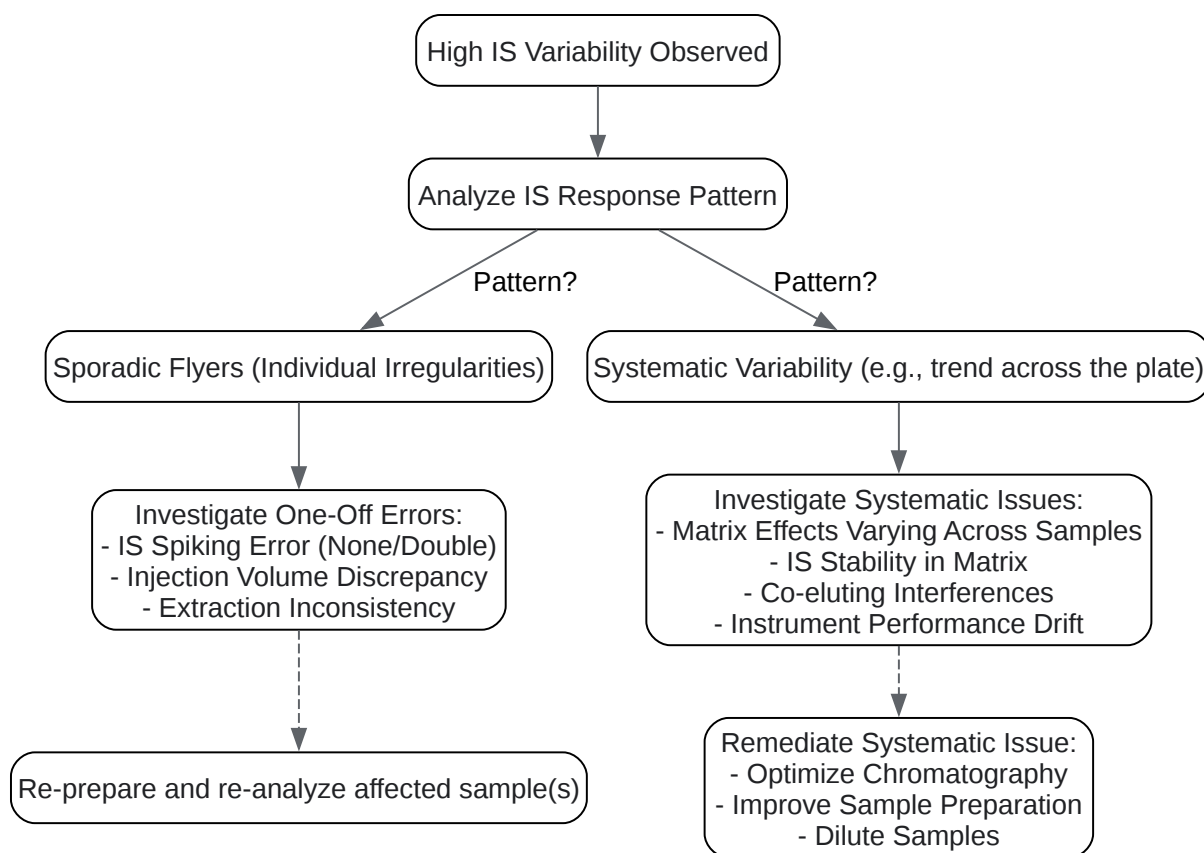 High IS Variability Observed
Analyze IS Response Pattern
Pattern?
Pattern?
Sporadic Flyers (Individual Irregularities)
Systematic Variability (e.g., trend across the plate)
Investigate One-Off Errors:
- IS Spiking Error (None/Double)
- Injection Volume Discrepancy
- Extraction Inconsistency
Investigate Systematic Issues:
- Matrix Effects Varying Across Samples
- IS Stability in Matrix
- Co-eluting Interferences
- Instrument Performance Drift
Re-prepare and re-analyze affected sample(s)
Remediate Systematic Issue:
- Optimize Chromatography
- Improve Sample Preparation
- Dilute Samples